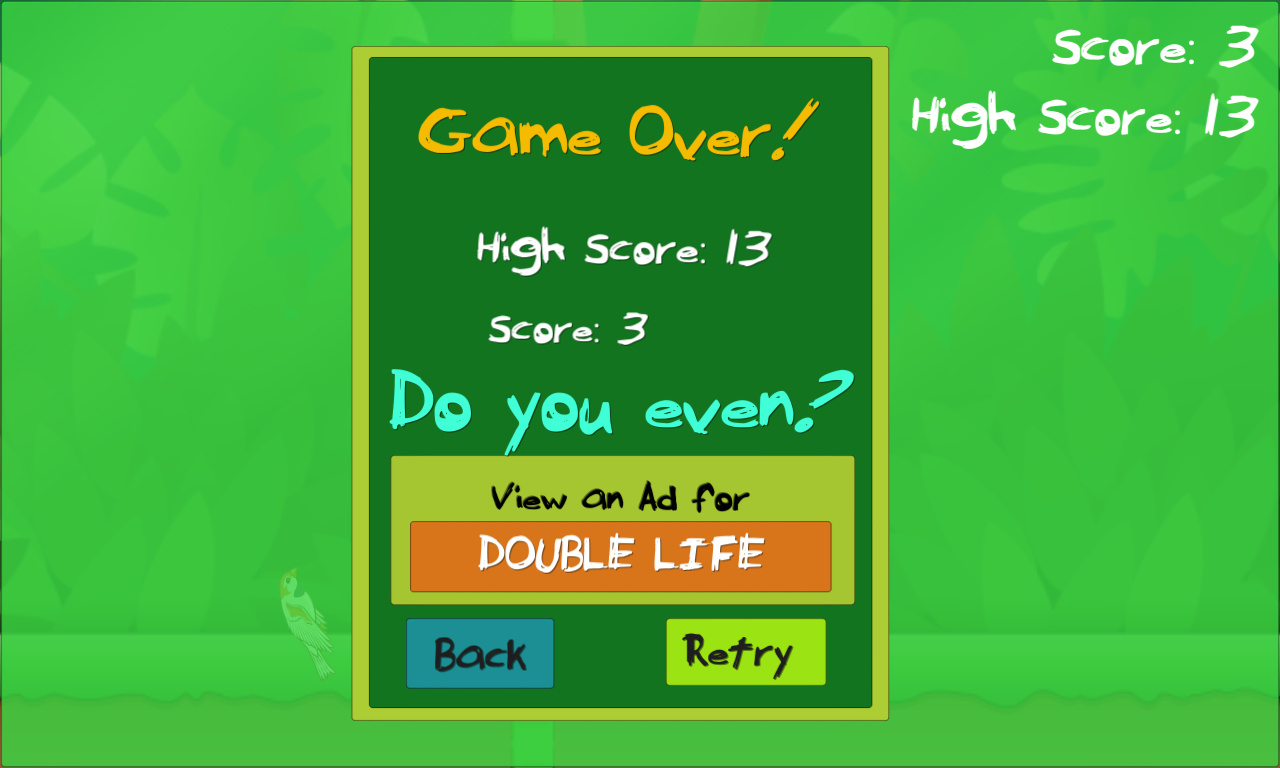 Score: 3
High Score: 13
Game Over!
High Score: 13
Score: 3
Do you even?
View an Ad for
DOUBLE LIFE
Back
Retry